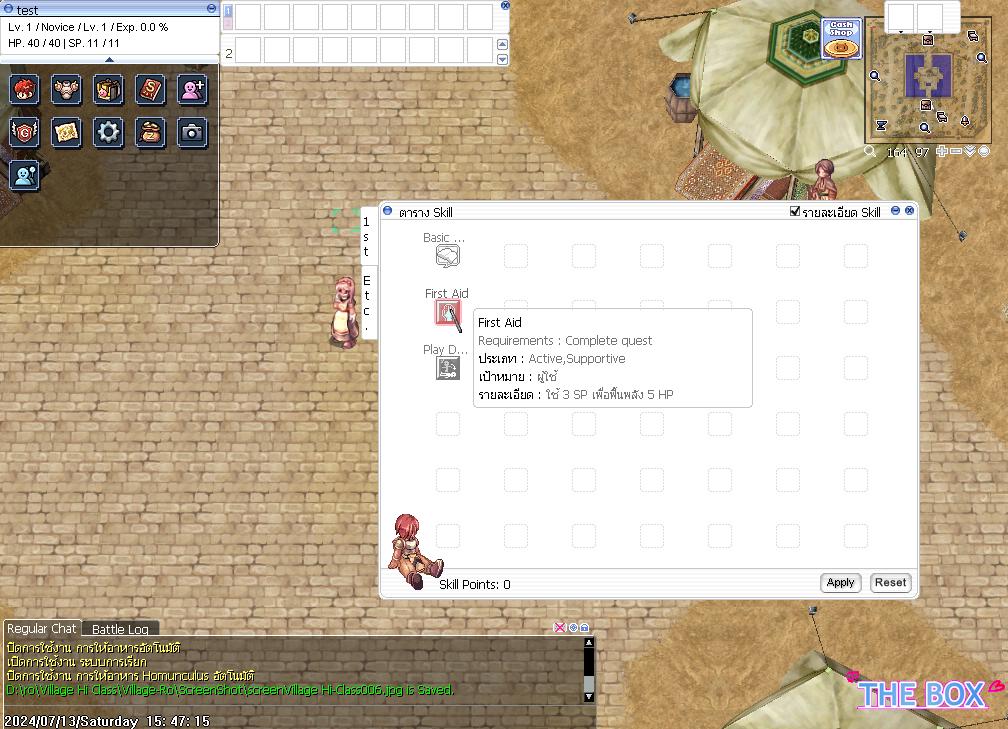 test
Lv. 1 / Novice / Lv. 1 / Exp. 0.0 %
HP. 40 / 40 | SP. 11 / 11
1
2
Cash
Shop
164 97
1
s
t
E
t
c
.
ตาราง Skill
รายละเอียด Skill
Basic ...
First Aid
Play D...
First Aid
Requirements : Complete quest
ประเภท : Active,Supportive
เป้าหมาย : ผู้ใช้
รายละเอียด : ใช้ 3 SP เพื่อฟื้นพลัง 5 HP
Skill Points: 0
Apply
Reset
Regular Chat
Battle Log
ปิดการใช้งาน การให้อาหารอัตโนมัติ
เปิดการใช้งาน ระบบการเรียก
ปิดการใช้งาน การให้อาหาร Homunculus อัตโนมัติ
D:\ro\Village Hi Class\Village-Ro\ScreenShot\screenVillage Hi-Class006.jpg is Saved.
2024/07/13/Saturday 15: 47: 15
THE BOX